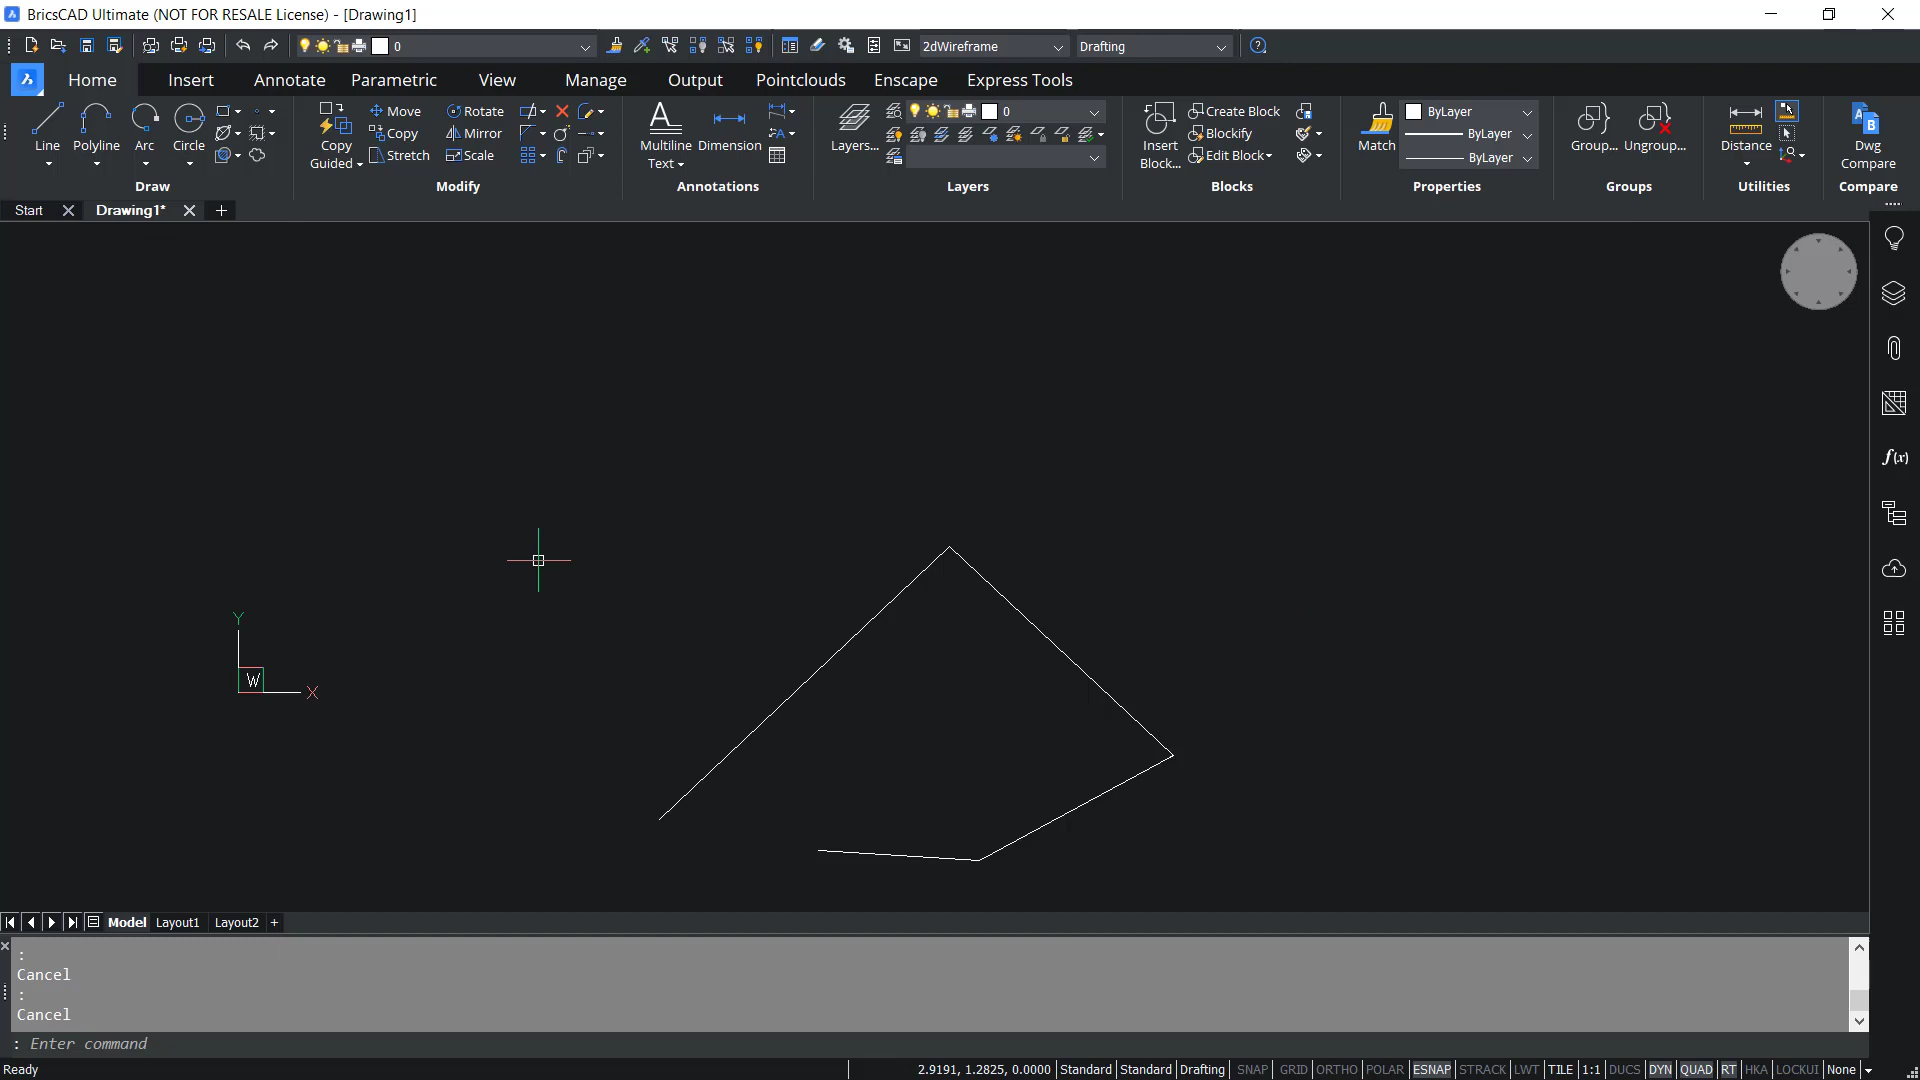 BricsCAD Ultimate (NOT FOR RESALE License) - [Drawing1]
0 2dWireframe Drafting
Home Insert Annotate Parametric View Manage Output Pointclouds Enscape Express Tools
Line Polyline Arc Circle
Draw
Copy Guided
Move Rotate
Copy Mirror
Stretch Scale
Modify
Multiline Text
Dimension
Annotations
Layers...
0
Layers
Insert Block...
Create Block
Blockify
Edit Block
Blocks
Match
ByLayer
ByLayer
ByLayer
Properties
Group... Ungroup...
Groups
Distance
Utilities
Dwg Compare
Compare
Start Drawing1*
Y
W
X
f(x)
Model Layout1 Layout2 +
:
Cancel
:
Cancel
: Enter command
Ready 2.9191, 1.2825, 0.0000 Standard Standard Drafting SNAP GRID ORTHO POLAR ESNAP STRACK LWT TILE 1:1 DUCS DYN QUAD RT HKA LOCKUI None